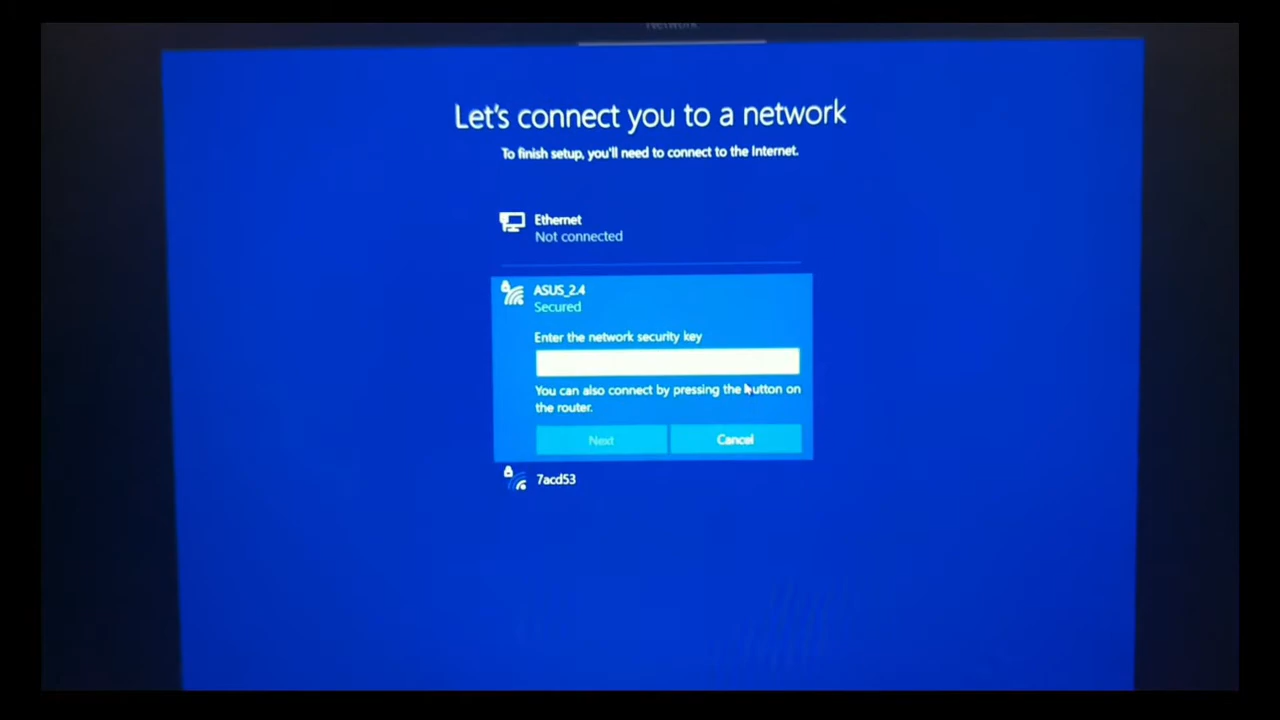 Network
Let's connect you to a network
To finish setup, you'll need to connect to the Internet.
Ethernet
Not connected
ASUS_2.4
Secured
Enter the network security key
You can also connect by pressing the button on
the router.
Next
Cancel
7acd53